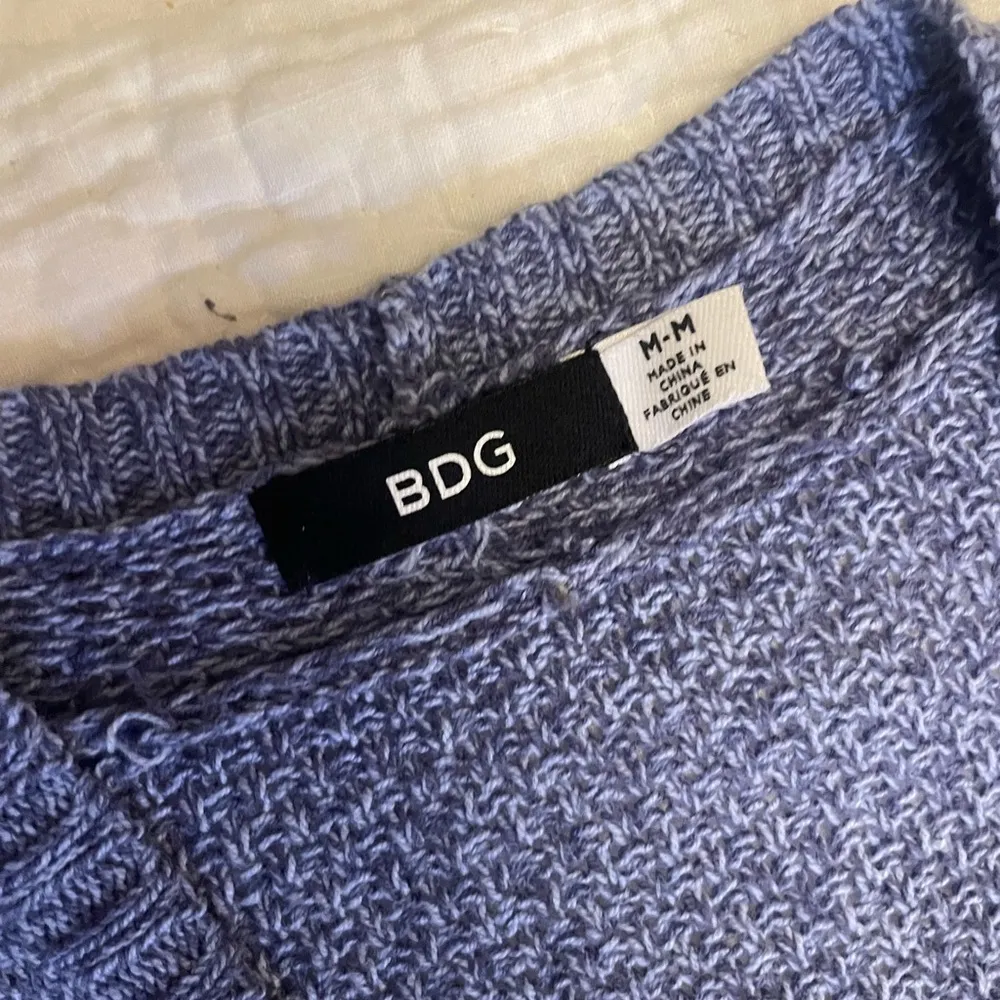 BDG
M-M
MADE IN
CHINA
FABRIQUÉ EN
CHINE